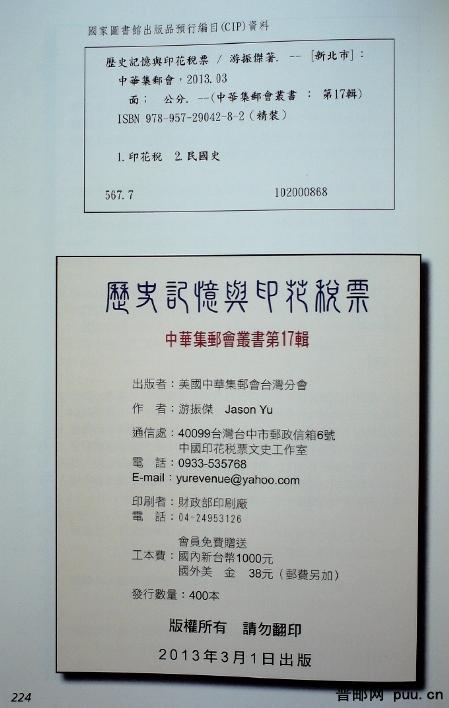 國家圖書館出版品預行編目(CIP)資料
歷史記憶與印花稅票 / 游振傑著. -- [新北市]:
中華集郵會,2013.03
面; 公分. --(中華集郵會叢書 : 第17輯)
ISBN 978-957-29042-8-2(精裝)
1.印花稅 2.民國史
567.7 102000868
歷史記憶與印花稅票
中華集郵會叢書第17輯
出版者:美國中華集郵會台灣分會
作 者:游振傑 Jason Yu
通信處:40099台灣台中市郵政信箱6號
中國印花稅票文史工作室
電 話:0933-535768
E-mail:yurevenue@yahoo.com
印刷者:財政部印刷廠
電 話:04-24953126
會員免費贈送
工本費:國內新台幣1000元
國外美 金 38元(郵費另加)
發行數量:400本
版權所有 請勿翻印
2013年3月1日出版
224
普邮网 puu.cn